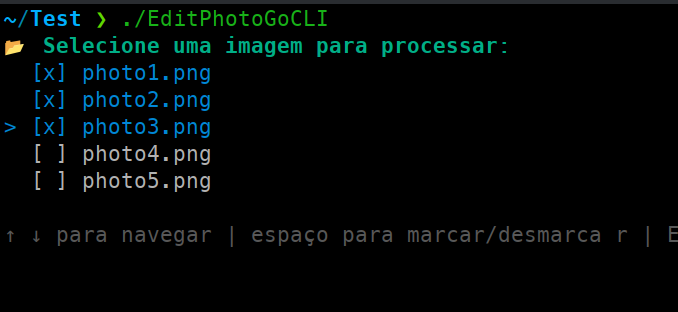 ~/Test ❯ ./EditPhotoGoCLI
📂 Selecione uma imagem para processar:
[x] photo1.png
[x] photo2.png
> [x] photo3.png
[ ] photo4.png
[ ] photo5.png
↑ ↓ para navegar | espaço para marcar/desmarca r | E